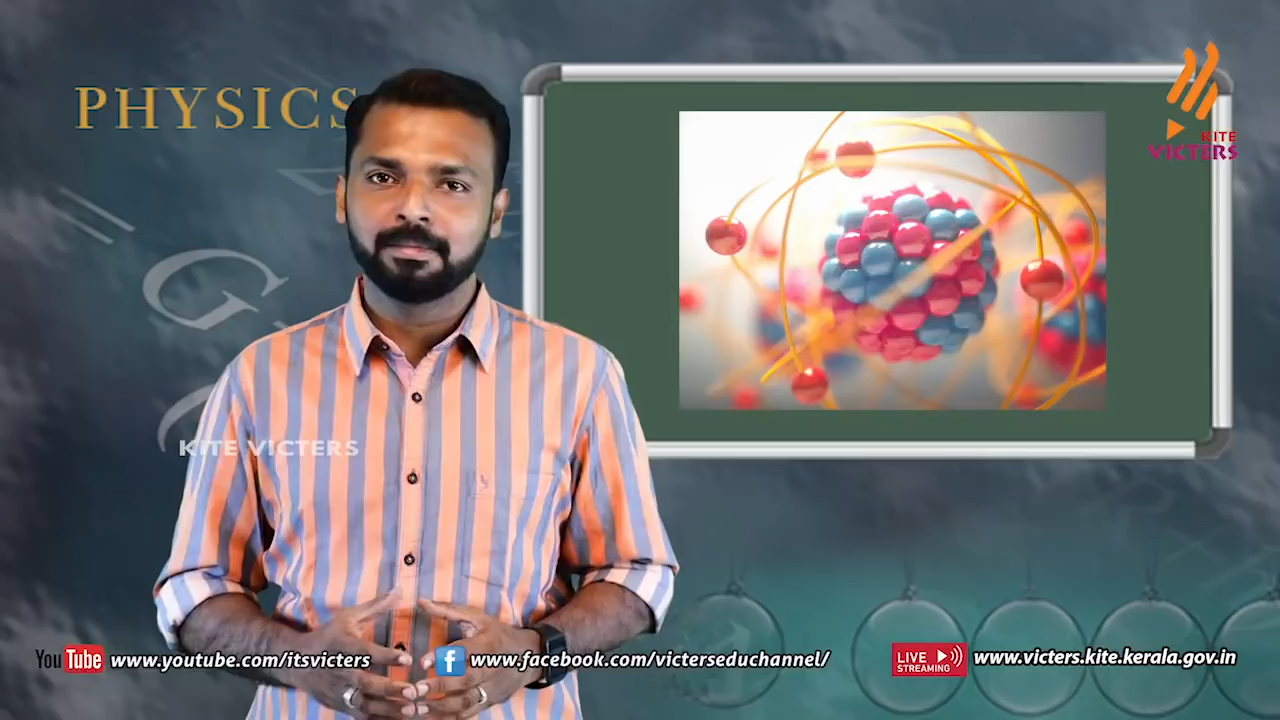 PHYSICS
KITE
VICTERS
G
KITE VICTERS
YouTube www.youtube.com/itsvicters
f www.facebook.com/victerseduchannel/
LIVE STREAMING www.victers.kite.kerala.gov.in